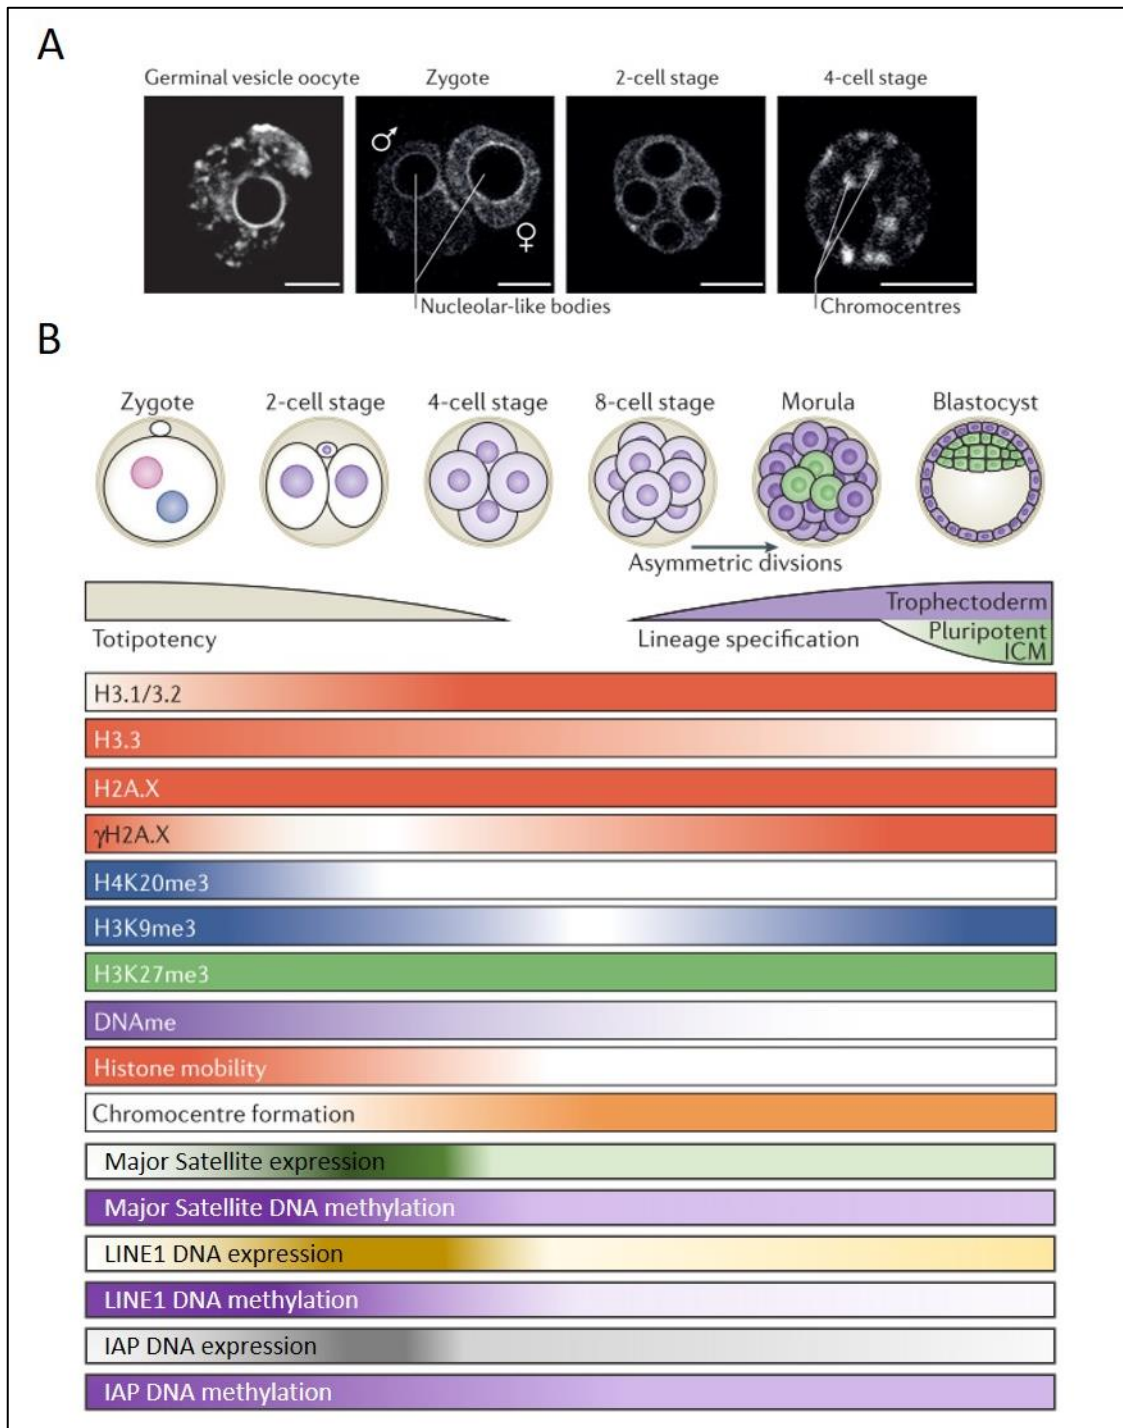 A
Germinal vesicle oocyte
Zygote
2-cell stage
4-cell stage
♂
♀
Nucleolar-like bodies
Chromocentres
B
Zygote
2-cell stage
4-cell stage
8-cell stage
Morula
Blastocyst
Asymmetric divsions
Totipotency
Lineage specification
Trophectoderm
Pluripotent
ICM
H3.1/3.2
H3.3
H2A.X
γH2A.X
H4K20me3
H3K9me3
H3K27me3
DNAme
Histone mobility
Chromocentre formation
Major Satellite expression
Major Satellite DNA methylation
LINE1 DNA expression
LINE1 DNA methylation
IAP DNA expression
IAP DNA methylation